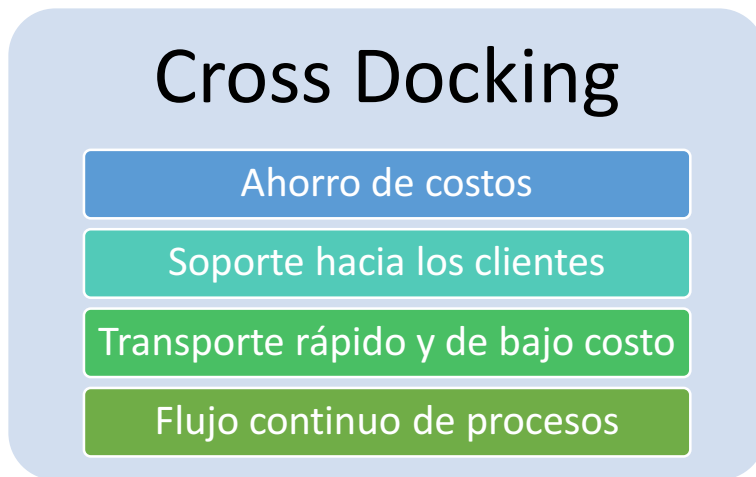 Cross Docking
Ahorro de costos
Soporte hacia los clientes
Transporte rápido y de bajo costo
Flujo continuo de procesos